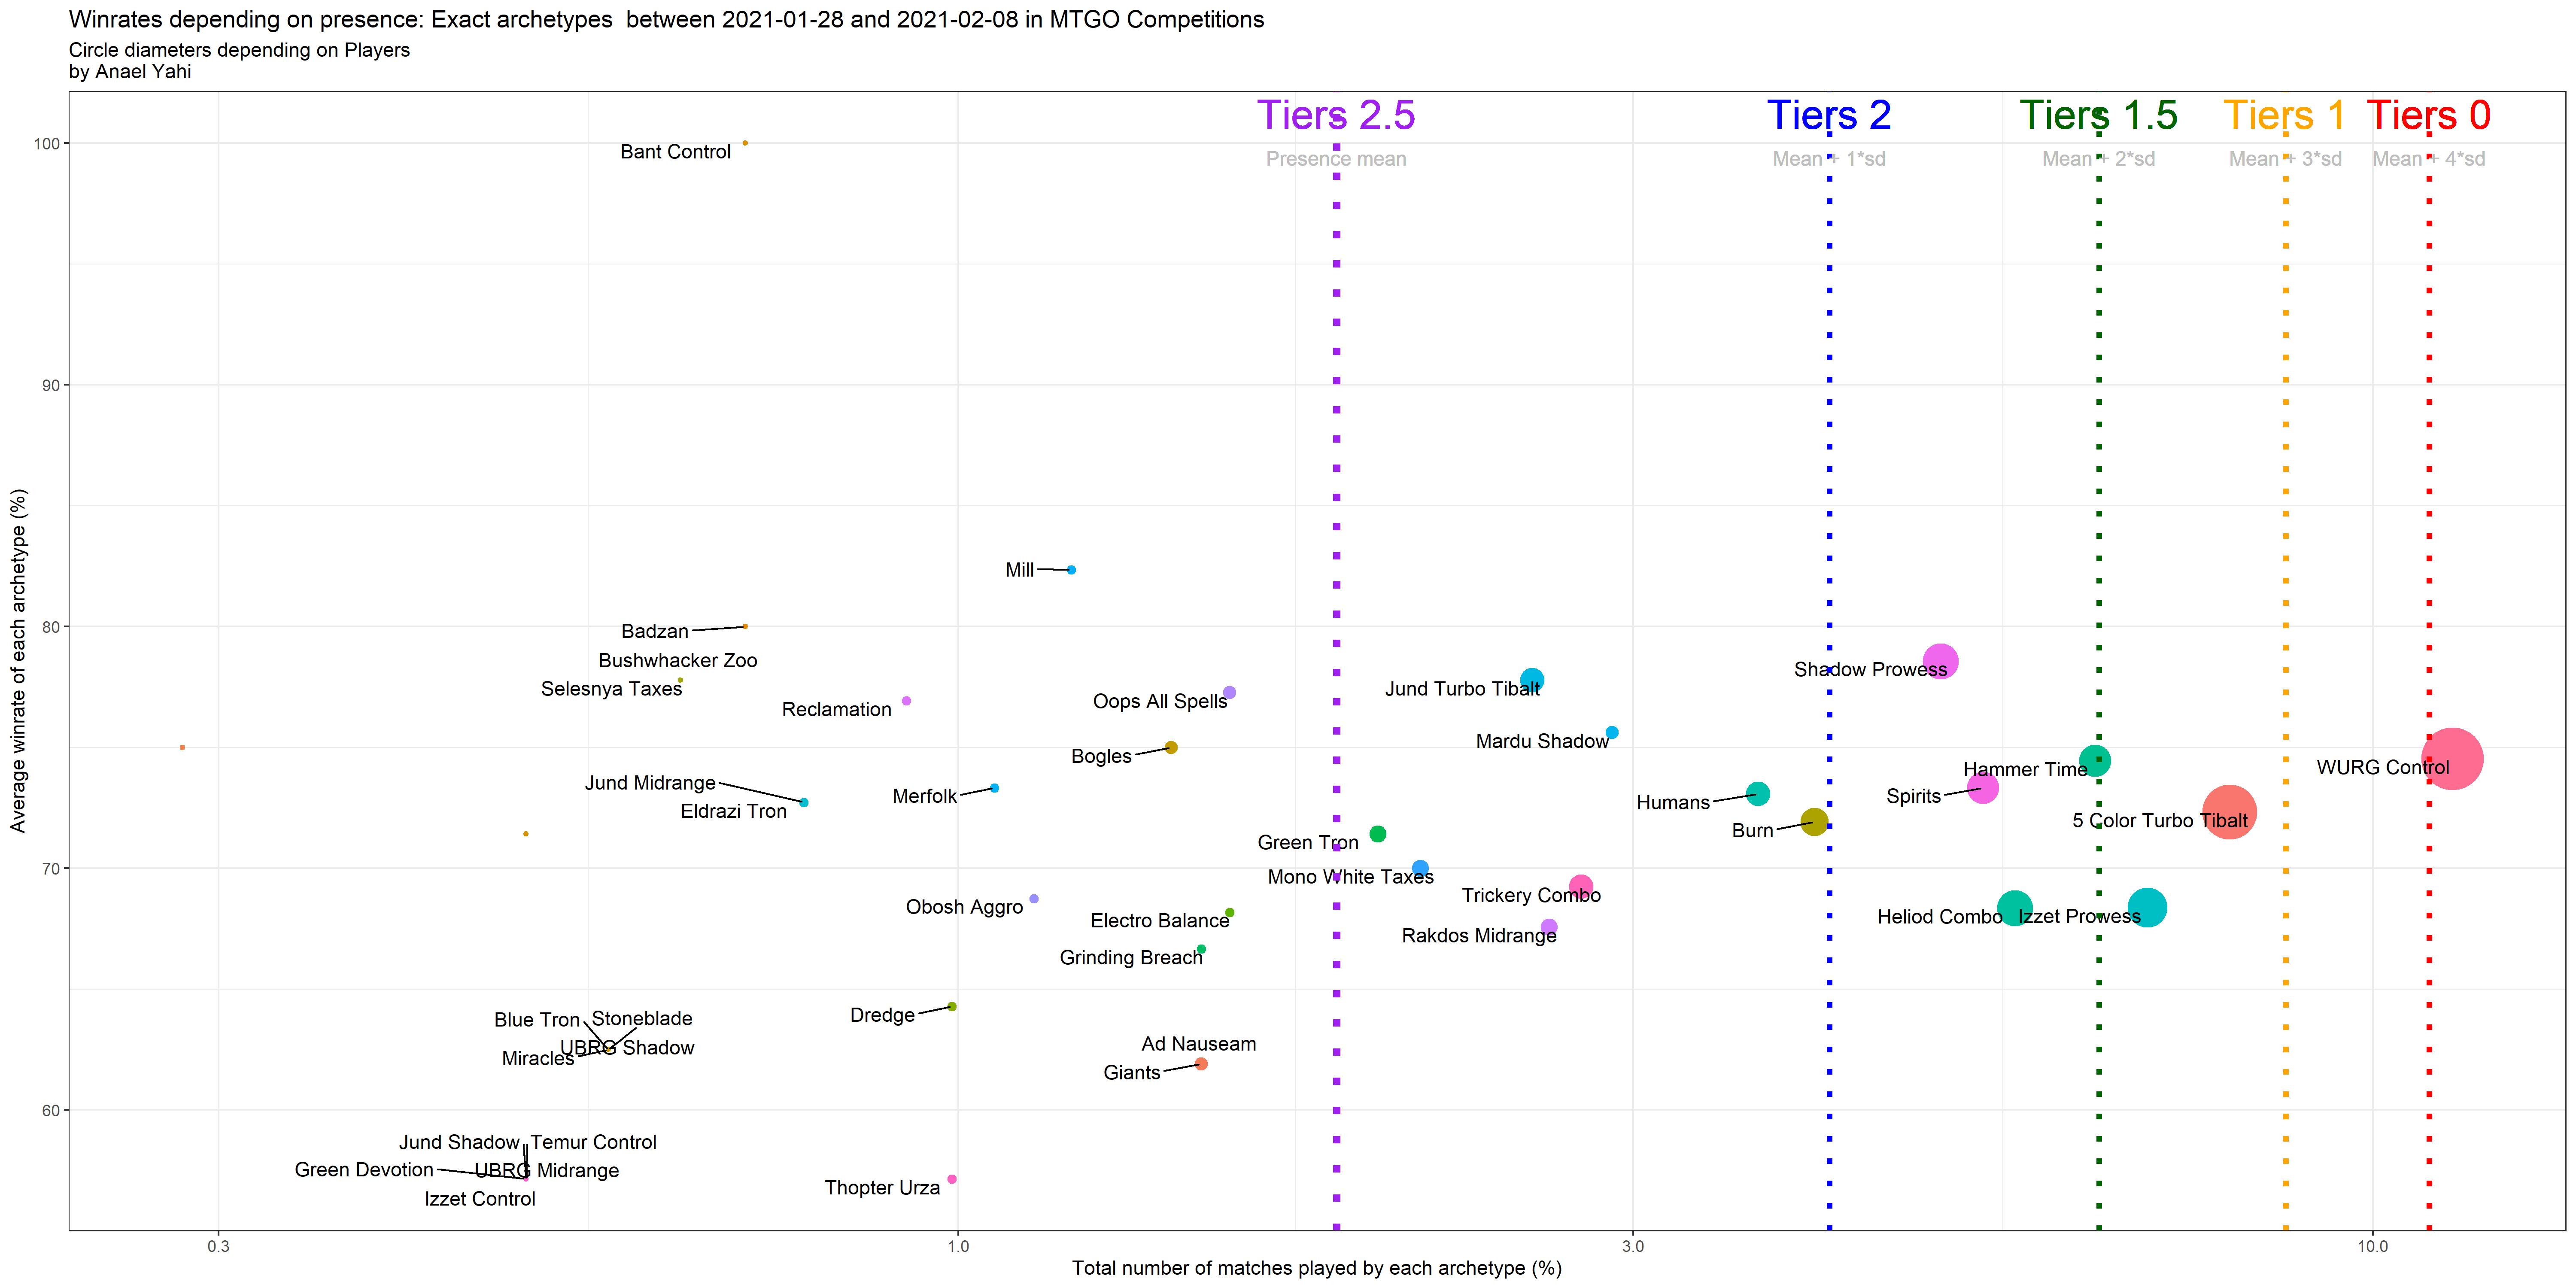 Winrates depending on presence: Exact archetypes  between 2021-01-28 and 2021-02-08 in MTGO Competitions
Circle diameters depending on Players
by Anael Yahi
Tiers 2.5
Tiers 2
Tiers 1.5
Tiers 1
Tiers 0
Presence mean
Mean + 1*sd
Mean + 2*sd
Mean + 3*sd
Mean + 4*sd
Average winrate of each archetype (%)
100
90
80
70
60
Bant Control
Mill
Badzan
Bushwhacker Zoo
Selesnya Taxes
Reclamation
Oops All Spells
Jund Turbo Tibalt
Shadow Prowess
Mardu Shadow
Bogles
Hammer Time
WURG Control
Jund Midrange
Eldrazi Tron
Merfolk
Humans
Spirits
Burn
5 Color Turbo Tibalt
Green Tron
Mono White Taxes
Trickery Combo
Obosh Aggro
Electro Balance
Rakdos Midrange
Heliod Combo
Izzet Prowess
Grinding Breach
Dredge
Blue Tron
Stoneblade
UBRG Shadow
Miracles
Ad Nauseam
Giants
Jund Shadow
Temur Control
Green Devotion
UBRG Midrange
Izzet Control
Thopter Urza
0.3
1.0
3.0
10.0
Total number of matches played by each archetype (%)